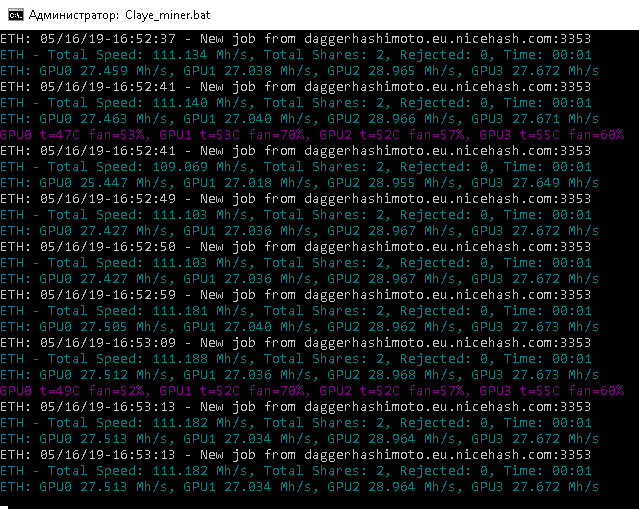 Администратор: Claye_miner.bat
ETH: 05/16/19-16:52:37 - New job from daggerhashimoto.eu.nicehash.com:3353
ETH - Total Speed: 111.134 Mh/s, Total Shares: 2, Rejected: 0, Time: 00:01
ETH: GPU0 27.459 Mh/s, GPU1 27.038 Mh/s, GPU2 28.965 Mh/s, GPU3 27.672 Mh/s
ETH: 05/16/19-16:52:41 - New job from daggerhashimoto.eu.nicehash.com:3353
ETH - Total Speed: 111.140 Mh/s, Total Shares: 2, Rejected: 0, Time: 00:01
ETH: GPU0 27.463 Mh/s, GPU1 27.040 Mh/s, GPU2 28.966 Mh/s, GPU3 27.671 Mh/s
GPU0 t=47C fan=53%, GPU1 t=53C fan=70%, GPU2 t=52C fan=57%, GPU3 t=55C fan=60%
ETH: 05/16/19-16:52:41 - New job from daggerhashimoto.eu.nicehash.com:3353
ETH - Total Speed: 109.069 Mh/s, Total Shares: 2, Rejected: 0, Time: 00:01
ETH: GPU0 25.447 Mh/s, GPU1 27.018 Mh/s, GPU2 28.955 Mh/s, GPU3 27.649 Mh/s
ETH: 05/16/19-16:52:49 - New job from daggerhashimoto.eu.nicehash.com:3353
ETH - Total Speed: 111.103 Mh/s, Total Shares: 2, Rejected: 0, Time: 00:01
ETH: GPU0 27.427 Mh/s, GPU1 27.036 Mh/s, GPU2 28.967 Mh/s, GPU3 27.672 Mh/s
ETH: 05/16/19-16:52:50 - New job from daggerhashimoto.eu.nicehash.com:3353
ETH - Total Speed: 111.103 Mh/s, Total Shares: 2, Rejected: 0, Time: 00:01
ETH: GPU0 27.427 Mh/s, GPU1 27.036 Mh/s, GPU2 28.967 Mh/s, GPU3 27.672 Mh/s
ETH: 05/16/19-16:52:59 - New job from daggerhashimoto.eu.nicehash.com:3353
ETH - Total Speed: 111.181 Mh/s, Total Shares: 2, Rejected: 0, Time: 00:01
ETH: GPU0 27.505 Mh/s, GPU1 27.040 Mh/s, GPU2 28.962 Mh/s, GPU3 27.673 Mh/s
ETH: 05/16/19-16:53:09 - New job from daggerhashimoto.eu.nicehash.com:3353
ETH - Total Speed: 111.188 Mh/s, Total Shares: 2, Rejected: 0, Time: 00:01
ETH: GPU0 27.512 Mh/s, GPU1 27.036 Mh/s, GPU2 28.968 Mh/s, GPU3 27.673 Mh/s
GPU0 t=49C fan=52%, GPU1 t=52C fan=70%, GPU2 t=52C fan=57%, GPU3 t=55C fan=60%
ETH: 05/16/19-16:53:13 - New job from daggerhashimoto.eu.nicehash.com:3353
ETH - Total Speed: 111.182 Mh/s, Total Shares: 2, Rejected: 0, Time: 00:01
ETH: GPU0 27.513 Mh/s, GPU1 27.034 Mh/s, GPU2 28.964 Mh/s, GPU3 27.672 Mh/s
ETH: 05/16/19-16:53:13 - New job from daggerhashimoto.eu.nicehash.com:3353
ETH - Total Speed: 111.182 Mh/s, Total Shares: 2, Rejected: 0, Time: 00:01
ETH: GPU0 27.513 Mh/s, GPU1 27.034 Mh/s, GPU2 28.964 Mh/s, GPU3 27.672 Mh/s